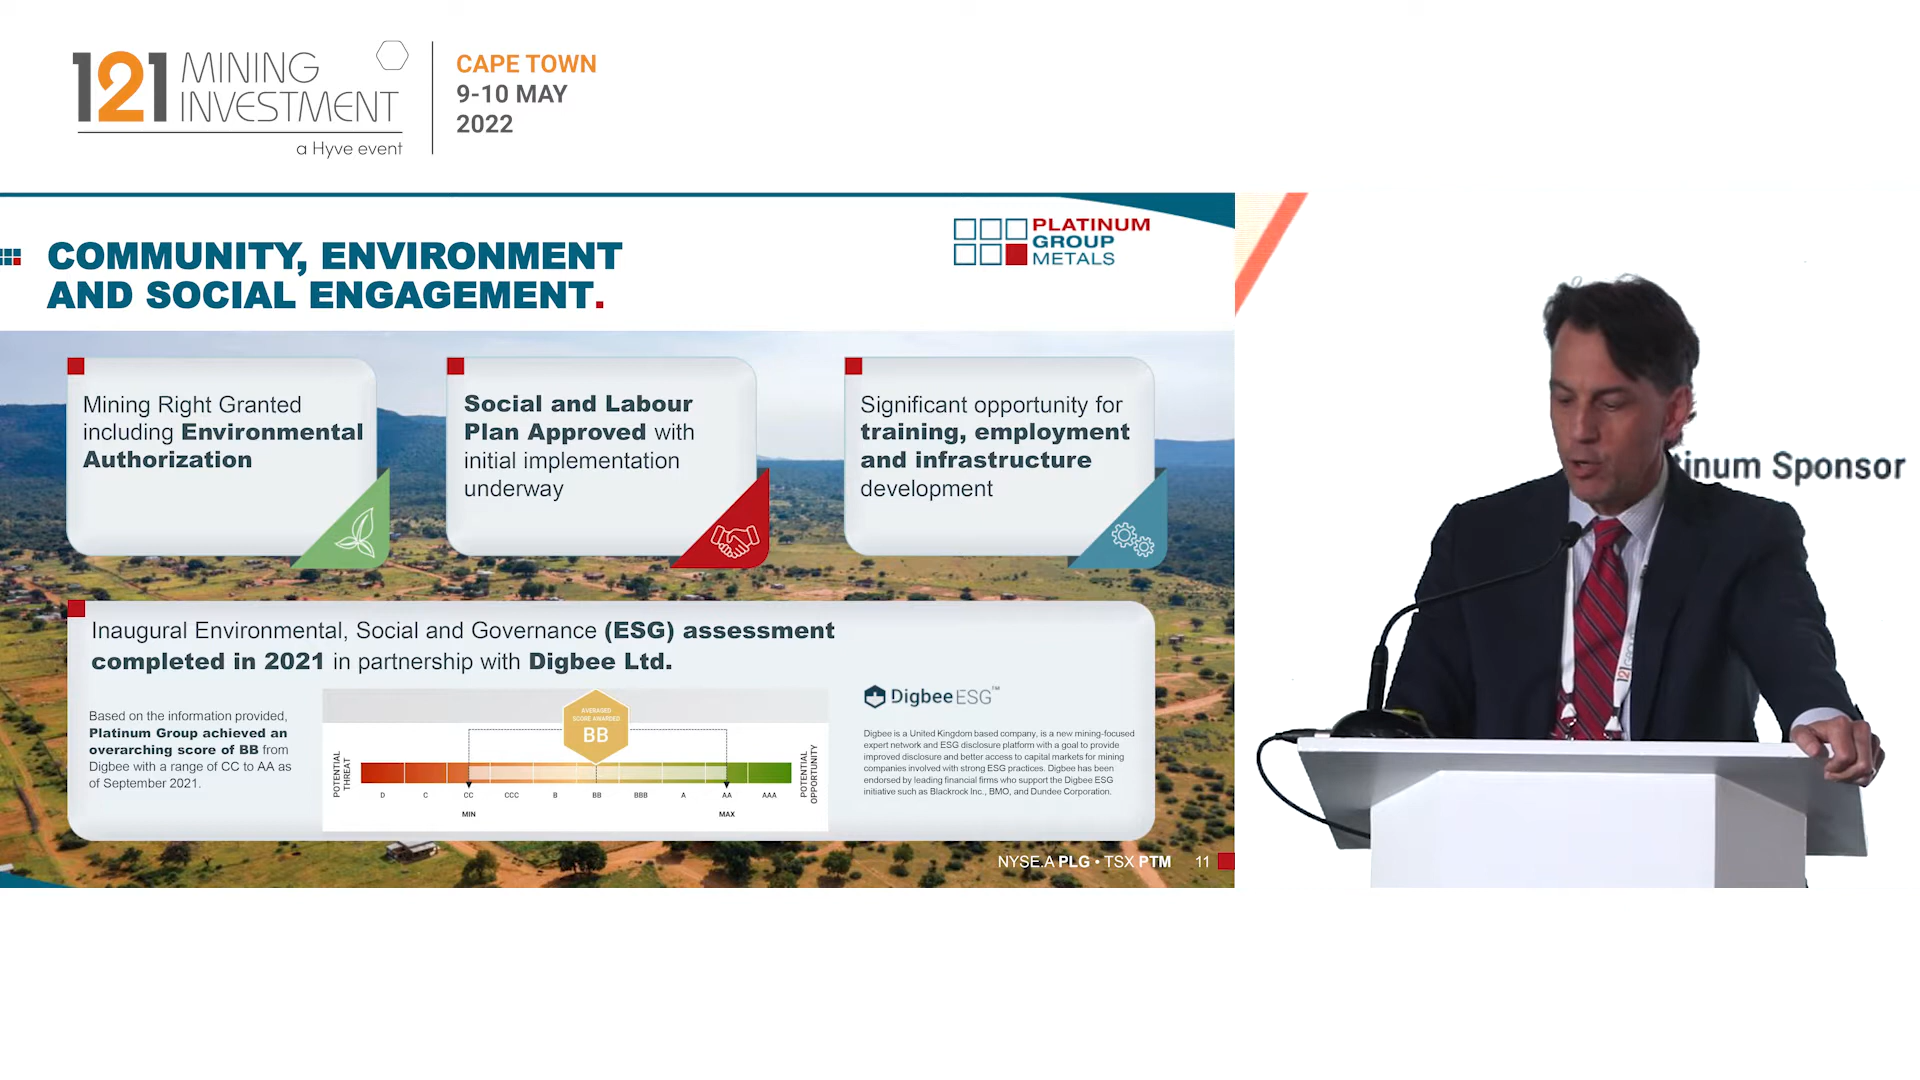 121 MINING
INVESTMENT
a Hyve event
CAPE TOWN
9-10 MAY
2022
COMMUNITY, ENVIRONMENT
AND SOCIAL ENGAGEMENT.
PLATINUM
GROUP
METALS
Mining Right Granted
including Environmental
Authorization
Social and Labour
Plan Approved with
initial implementation
underway
Significant opportunity for
training, employment
and infrastructure
development
Inaugural Environmental, Social and Governance (ESG) assessment
completed in 2021 in partnership with Digbee Ltd.
Based on the information provided,
Platinum Group achieved an
overarching score of BB from
Digbee with a range of CC to AA as
of September 2021.
AVERAGED
SCORE AWARDED
BB
POTENTIAL
THREAT
D C CC CCC B BB BBB A AA AAA
MIN MAX
POTENTIAL
OPPORTUNITY
DigbeeESG™
Digbee is a United Kingdom based company, is a new mining-focused
expert network and ESG disclosure platform with a goal to provide
improved disclosure and better access to capital markets for mining
companies involved with strong ESG practices. Digbee has been
endorsed by leading financial firms who support the Digbee ESG
initiative such as Blackrock Inc., BMO, and Dundee Corporation.
NYSE.A PLG • TSX PTM 11
tinum Sponsor
121